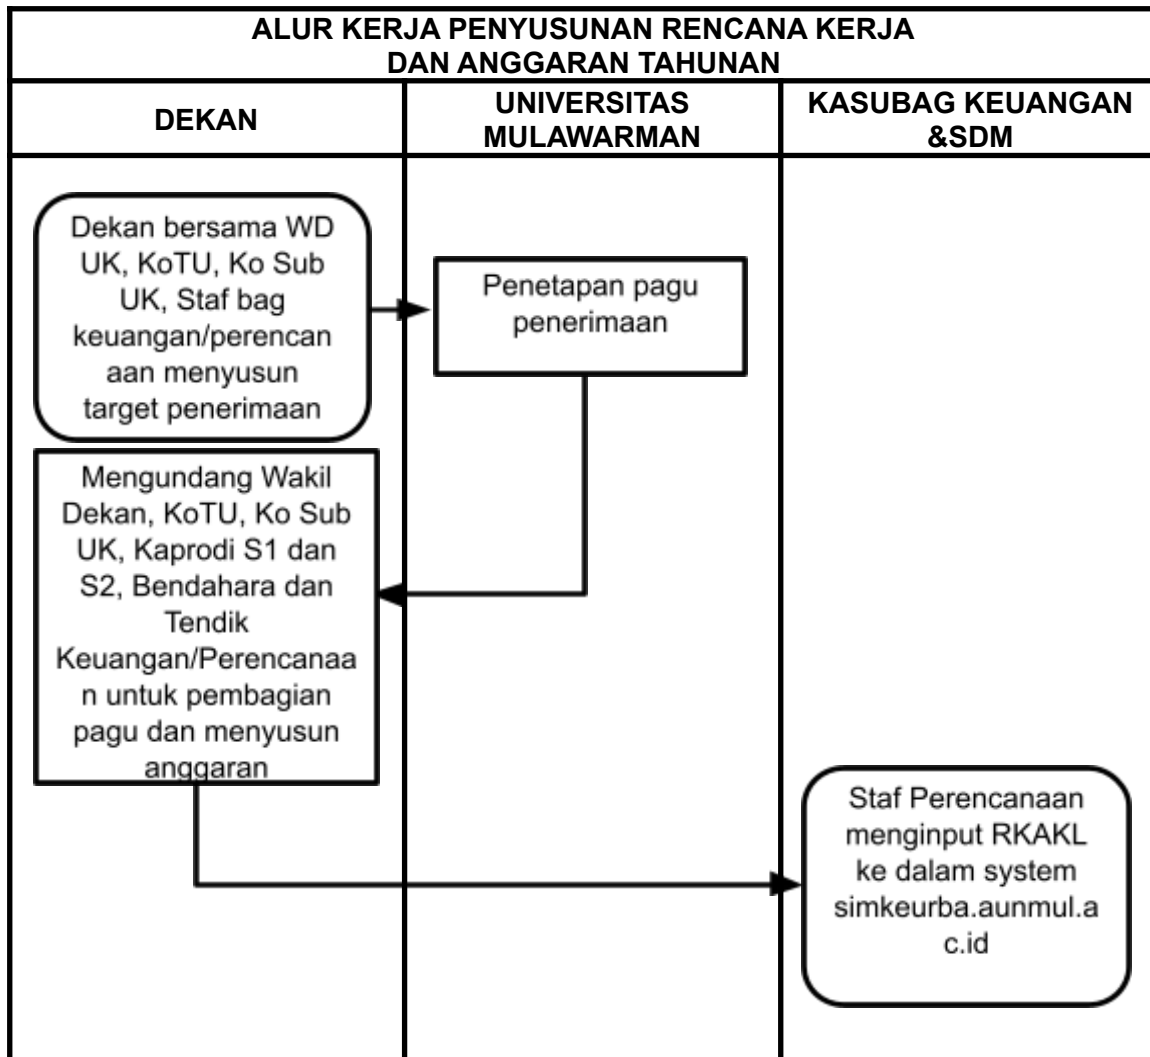 ALUR KERJA PENYUSUNAN RENCANA KERJA
DAN ANGGARAN TAHUNAN
DEKAN
UNIVERSITAS
MULAWARMAN
KASUBAG KEUANGAN
&SDM
Dekan bersama WD
UK, KoTU, Ko Sub
UK, Staf bag
keuangan/perencan
aan menyusun
target penerimaan
Penetapan pagu
penerimaan
Mengundang Wakil
Dekan, KoTU, Ko Sub
UK, Kaprodi S1 dan
S2, Bendahara dan
Tendik
Keuangan/Perencanaa
n untuk pembagian
pagu dan menyusun
anggaran
Staf Perencanaan
menginput RKAKL
ke dalam system
simkeurba.aunmul.a
c.id